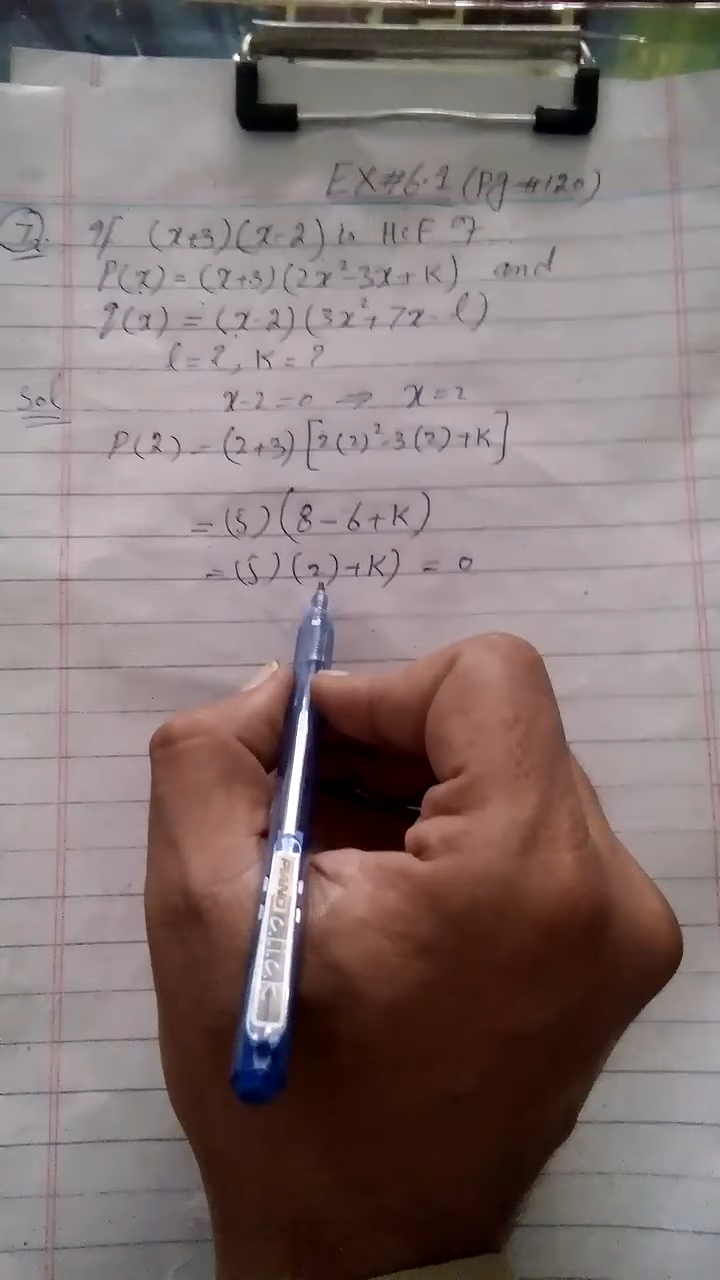 EX#6.1 (Pg #120)
7. If (x+3)(x-2) is HCF of
P(x) = (x+3)(2x²-3x+K) and
q(x) = (x-2)(3x²+7x-l)
l=?, K=?
Sol x-2=0 ⇒ x=2
P(2) = (2+3)[2(2)²-3(2)+K]
= (5)(8-6+K)
= (5)(2)+K) = 0
PIANO